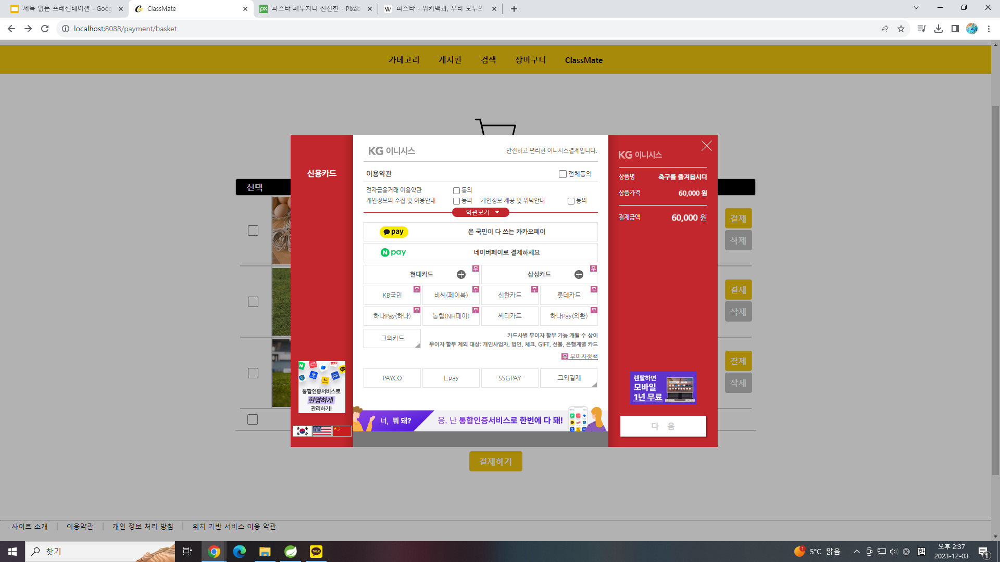 제목 없는 프레젠테이션 - Goog
ClassMate
파스타 페투치니 신선한 - Pixab
파스타 - 위키백과, 우리 모두의
localhost:8088/payment/basket
카테고리 게시판 검색 장바구니 ClassMate
선택
결제
삭제
결제
삭제
결제
삭제
결제하기
신용카드
통합인증서비스로
현명하게
관리하기!
KG 이니시스
안전하고 편리한 이니시스결제입니다.
이용약관
전체동의
전자금융거래 이용약관 동의
개인정보의 수집 및 이용안내 동의 개인정보 제공 및 위탁안내 동의
약관보기
pay 온 국민이 다 쓰는 카카오페이
N pay 네이버페이로 결제하세요
현대카드 무 삼성카드 무
KB국민 무 비씨(페이북) 무 신한카드 무 롯데카드 무
하나Pay(하나) 무 농협(NH페이) 무 씨티카드 하나Pay(외환) 무
그외카드
카드사별 무이자 할부 가능 개월 수 상이
무이자 할부 제외 대상: 개인사업자, 법인, 체크, GIFT, 선불, 은행계열 카드
무 무이자정책
PAYCO L.pay SSGPAY 그외결제
너, 뭐 돼? 응. 난 통합인증서비스로 한번에 다 돼!
KG 이니시스
상품명 축구를 즐겨봅시다
상품가격 60,000 원
결제금액 60,000 원
렌탈하면
모바일
1년 무료
다 음
사이트 소개 이용약관 개인 정보 처리 방침 위치 기반 서비스 이용 약관
찾기
TALK
1
5°C 맑음
한
오후 2:37
2023-12-03
1